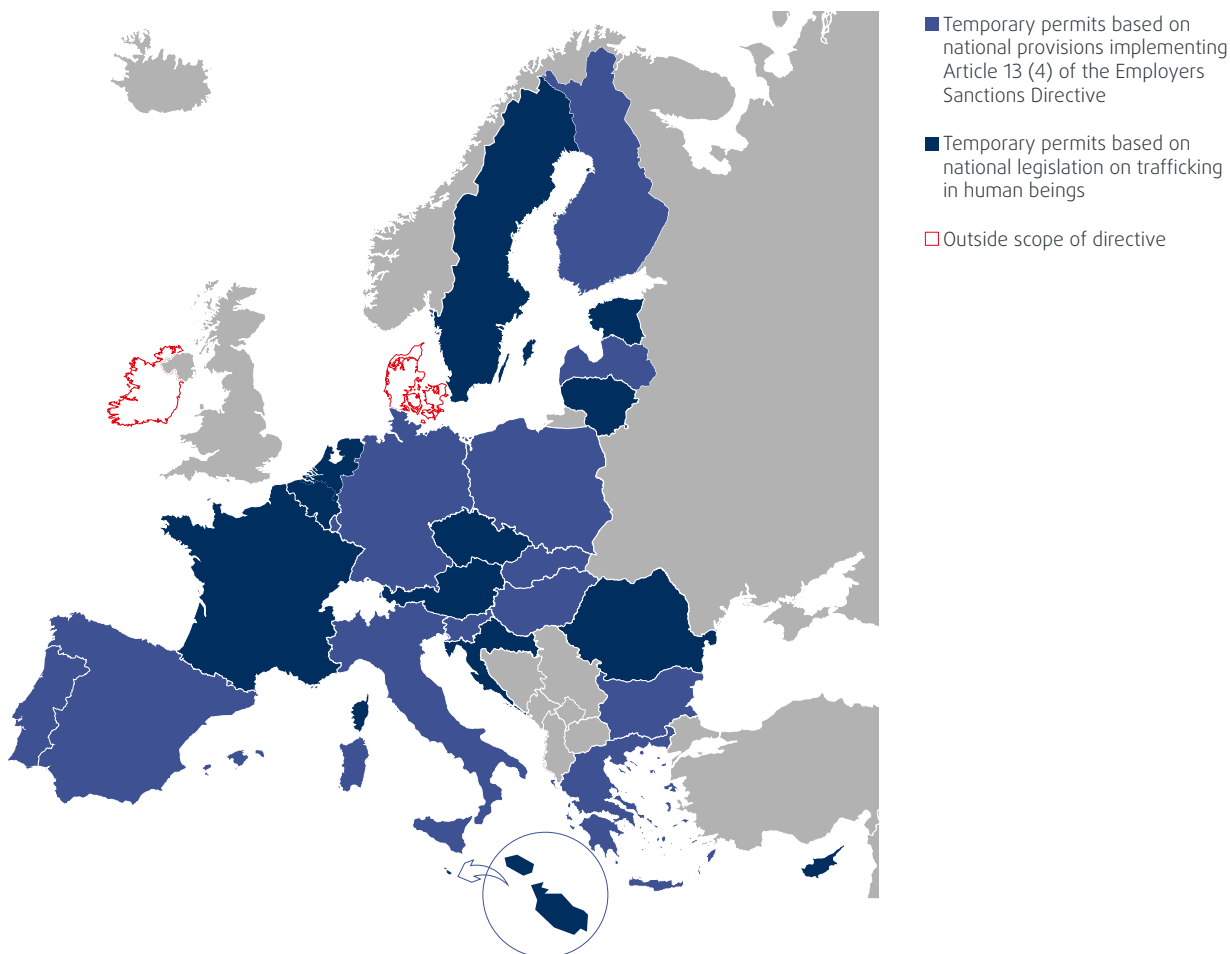 Temporary permits based on
national provisions implementing
Article 13 (4) of the Employers
Sanctions Directive
Temporary permits based on
national legislation on trafficking
in human beings
Outside scope of directive